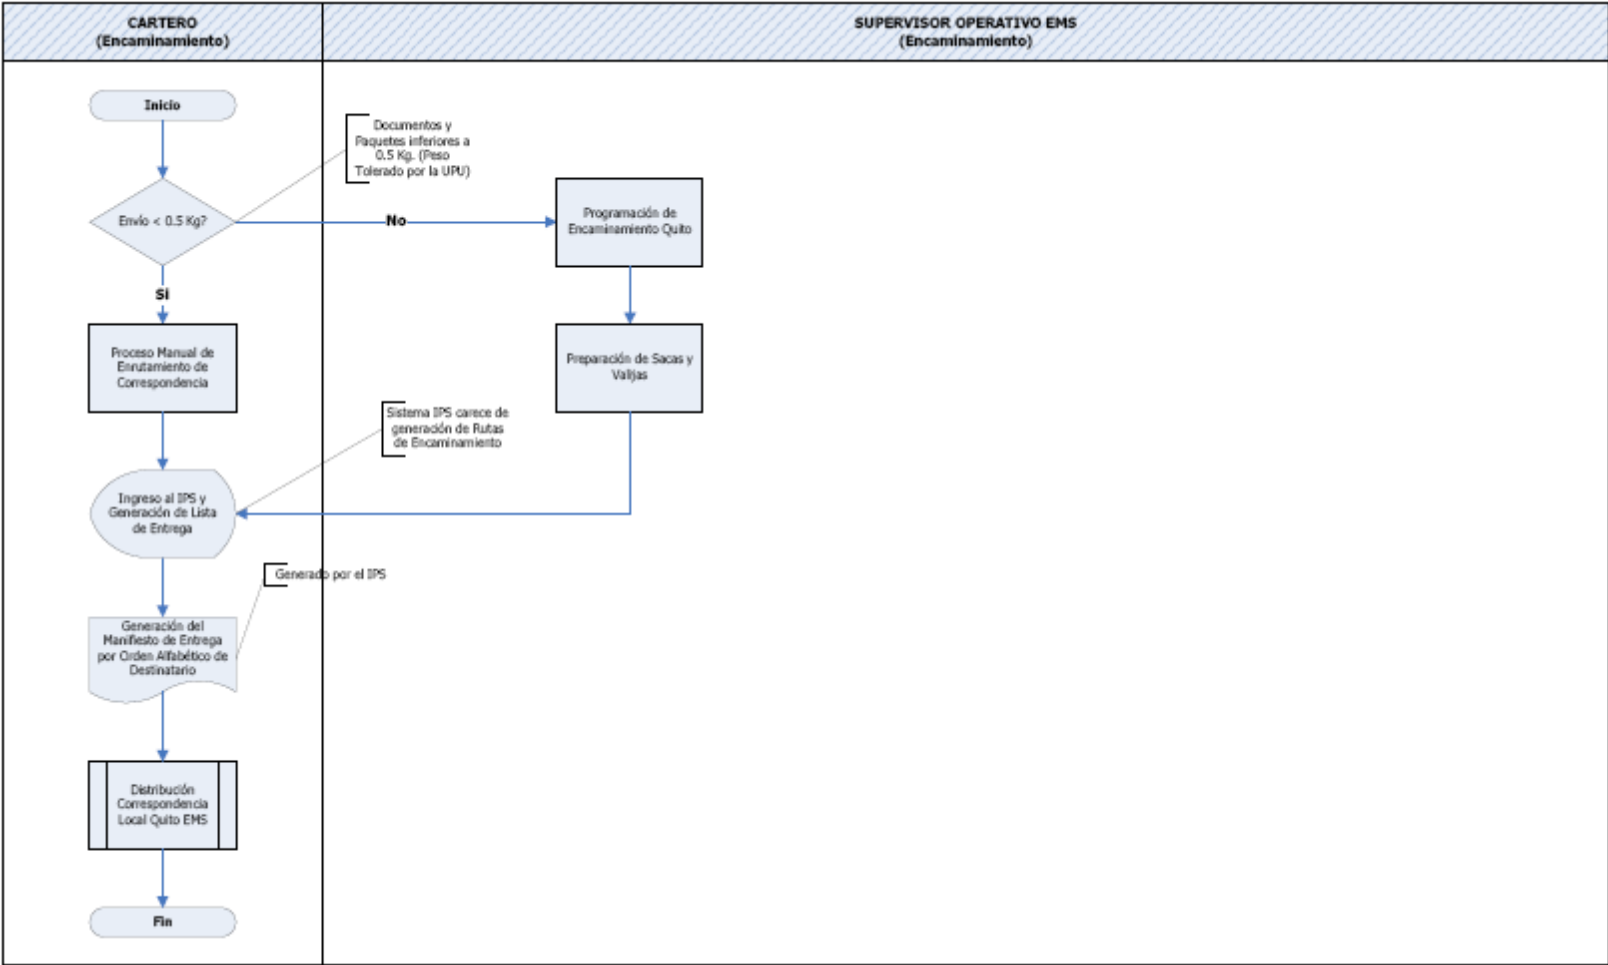 CARTERO
(Encaminamiento)
SUPERVISOR OPERATIVO EMS
(Encaminamiento)
Inicio
Documentos y
Paquetes inferiores a
0.5 Kg. (Peso
Tolerado por la UPU)
Envío < 0.5 Kg?
No
Programación de
Encaminamiento Quito
Si
Proceso Manual de
Enrutamiento de
Correspondencia
Preparación de Sacas y
Valijas
Sistema IPS carece de
generación de Rutas
de Encaminamiento
Ingreso al IPS y
Generación de Lista
de Entrega
Generado por el IPS
Generación del
Manifiesto de Entrega
por Orden Alfabético de
Destinatario
Distribución
Correspondencia
Local Quito EMS
Fin